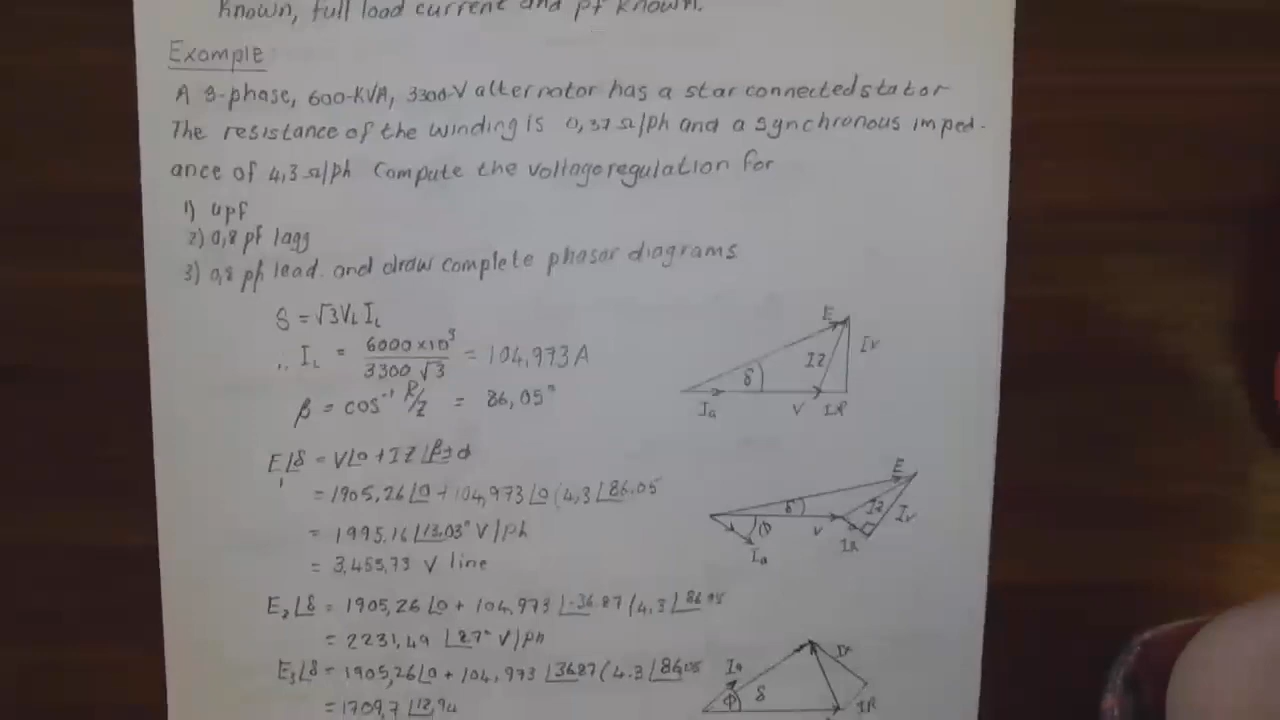 known, full load current and pf known.
Example
A 3-phase, 600-KVA, 3300-V alternator has a star connected stator
The resistance of the winding is 0,37 Ω/ph and a synchronous imped-
ance of 4,3 Ω/ph Compute the voltage regulation for
1) upf
2) 0,8 pf lagg
3) 0,8 pf lead. and draw complete phasor diagrams.
S = √3 VL IL
∴ IL = 6000 × 10³ / 3300 √3 = 104,973 A
β = cos⁻¹ R/Z = 86,05°
E
IZ
δ
Ia
V
IR
E1∠δ = V∠0 + IZ∠β±α
= 1905,26∠0 + 104,973∠0 (4,3∠86.05
= 1995.16∠13.03° V/ph
= 3,455,73 V line
E
δ
IZ
Φ
V
IR
Ia
E2∠δ = 1905,26∠0 + 104,973∠-36.87 (4,3∠86.05
= 2231,49 ∠27° V/ph
E3∠δ = 1905,26∠0 + 104,973∠36.87 (4.3∠86,05
= 1709,7∠12,94
Ia
Φ
δ
IR